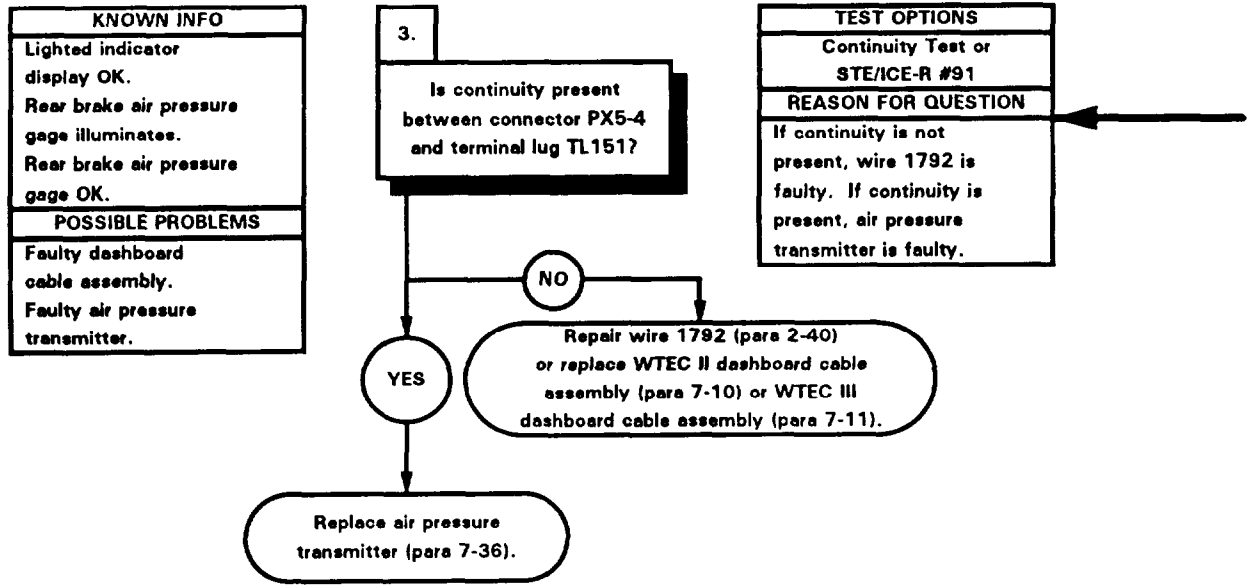 KNOWN INFO
Lighted indicator
display OK.
Rear brake air pressure
gage illuminates.
Rear brake air pressure
gage OK.
POSSIBLE PROBLEMS
Faulty dashboard
cable assembly.
Faulty air pressure
transmitter.
3.
Is continuity present
between connector PX5-4
and terminal lug TL151?
TEST OPTIONS
Continuity Test or
STE/ICE-R #91
REASON FOR QUESTION
If continuity is not
present, wire 1792 is
faulty. If continuity is
present, air pressure
transmitter is faulty.
NO
Repair wire 1792 (para 2-40)
or replace WTEC II dashboard cable
assembly (para 7-10) or WTEC III
dashboard cable assembly (para 7-11).
YES
Replace air pressure
transmitter (para 7-36).